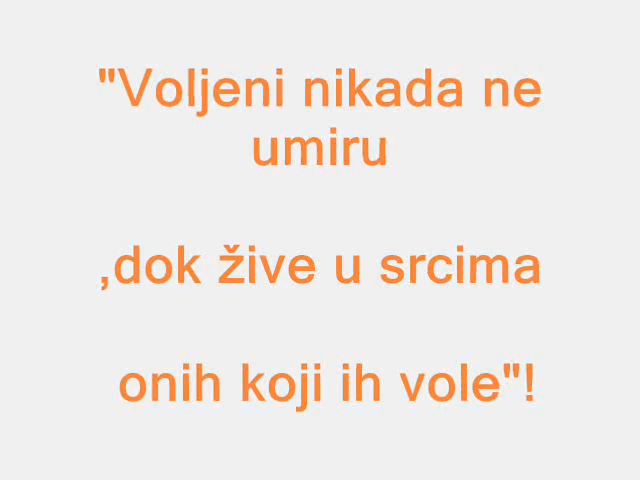 "Voljeni nikada ne
umiru
,dok žive u srcima
onih koji ih vole"!